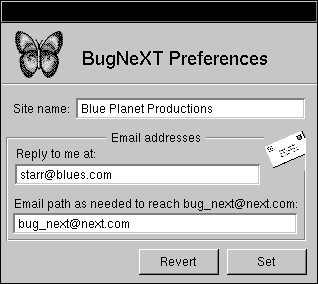 BugNeXT Preferences
Site name: Blue Planet Productions
Email addresses
Reply to me at:
starr@blues.com
Email path as needed to reach bug_next@next.com:
bug_next@next.com
Revert Set